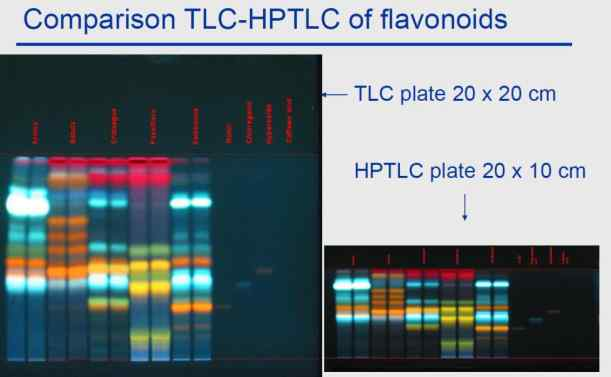 Comparison TLC-HPTLC of flavonoids
TLC plate 20 x 20 cm
HPTLC plate 20 x 10 cm
Arnica
Betula
Crataegus
Passiflora
Sambucus
Rutin
Chlorogenic
Hyperoside
Caffeic acid